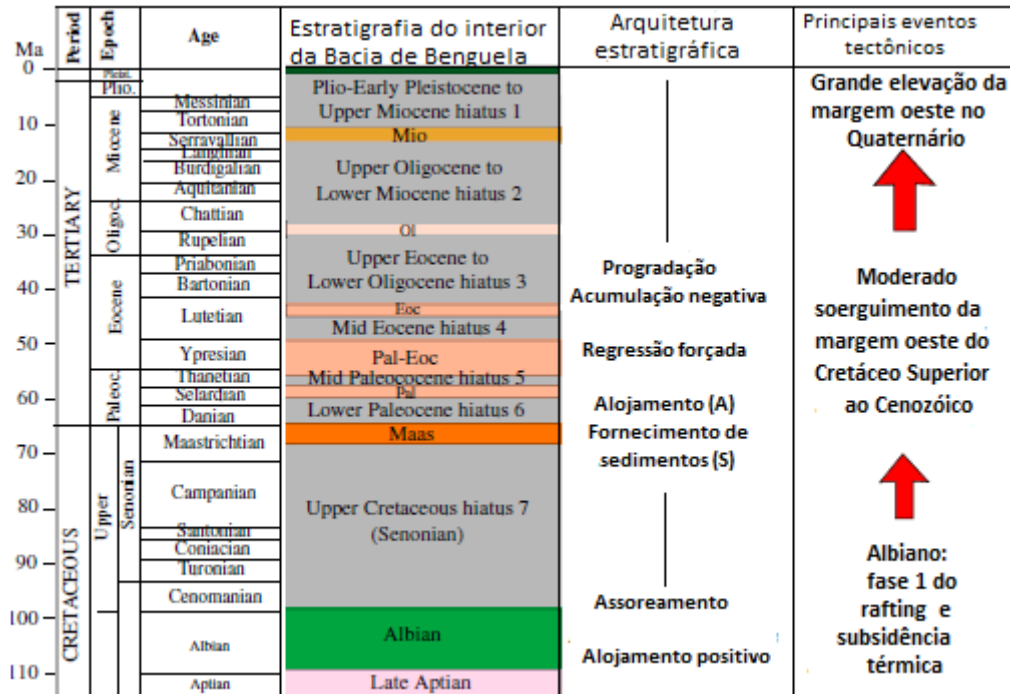 Ma
Period
Epoch
Age
Estratigrafia do interior
da Bacia de Benguela
Arquitetura
estratigráfica
Principais eventos
tectônicos
0
10
20
30
40
50
60
70
80
90
100
110
TERTIARY
CRETACEOUS
Pleist.
Plio.
Miocene
Oligoc.
Eocene
Paleoc.
Upper
Senonian
Messinian
Tortonian
Serravallian
Langhian
Burdigalian
Aquitanian
Chattian
Rupelian
Priabonian
Bartonian
Lutetian
Ypresian
Thanetian
Selardian
Danian
Maastrichtian
Campanian
Santonian
Coniacian
Turonian
Cenomanian
Albian
Aptian
Plio-Early Pleistocene to
Upper Miocene hiatus 1
Mio
Upper Oligocene to
Lower Miocene hiatus 2
Ol
Upper Eocene to
Lower Oligocene hiatus 3
Eoc
Mid Eocene hiatus 4
Pal-Eoc
Mid Paleococene hiatus 5
Pal
Lower Paleocene hiatus 6
Maas
Upper Cretaceous hiatus 7
(Senonian)
Albian
Late Aptian
Progradação
Acumulação negativa
Regressão forçada
Alojamento (A)
Fornecimento de
sedimentos (S)
Assoreamento
Alojamento positivo
Grande elevação da
margem oeste no
Quaternário
Moderado
soerguimento da
margem oeste do
Cretáceo Superior
ao Cenozóico
Albiano:
fase 1 do
rafting e
subsidência
térmica